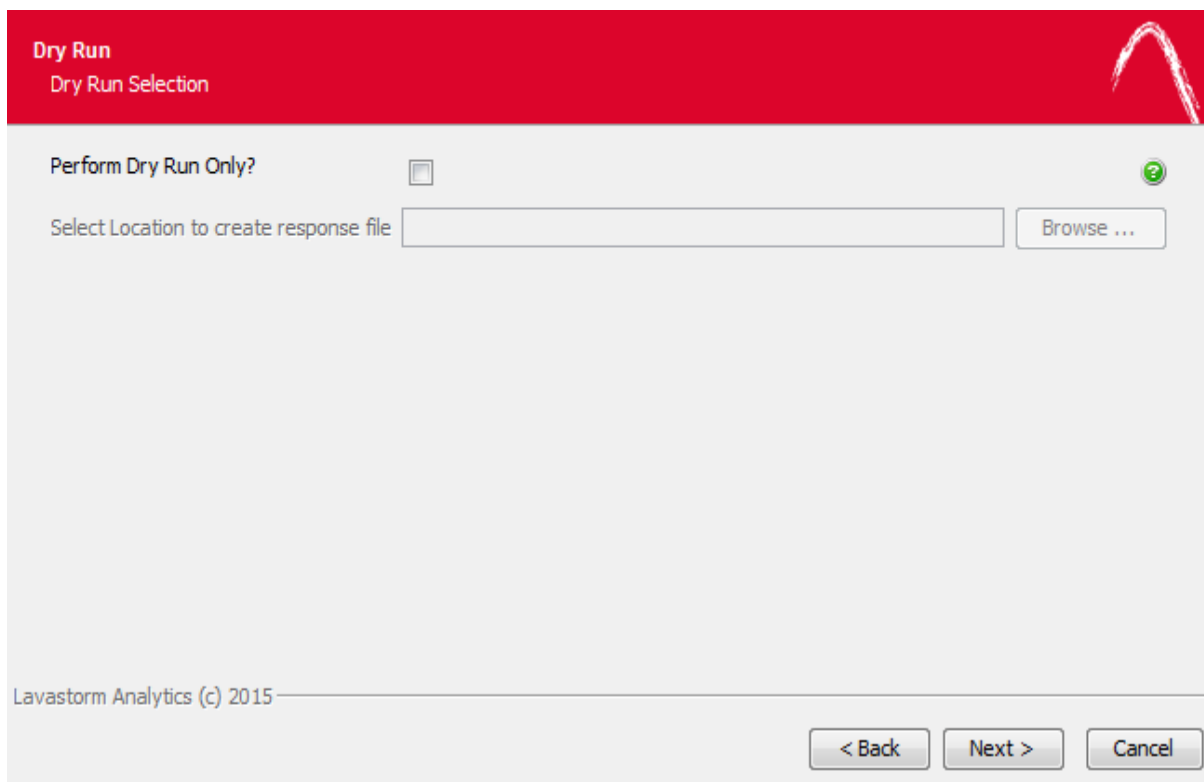 Dry Run
Dry Run Selection
Perform Dry Run Only?
?
Select Location to create response file
Browse ...
Lavastorm Analytics (c) 2015
< Back
Next >
Cancel